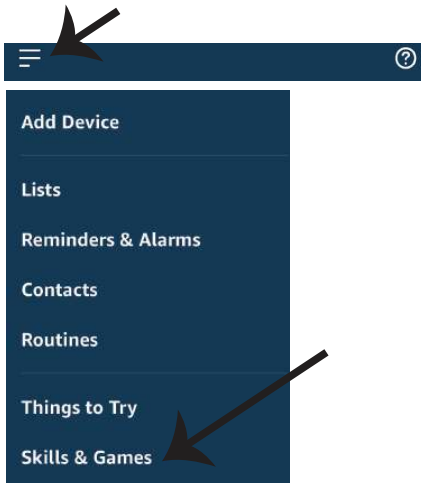 ?
Add Device
Lists
Reminders & Alarms
Contacts
Routines
Things to Try
Skills & Games